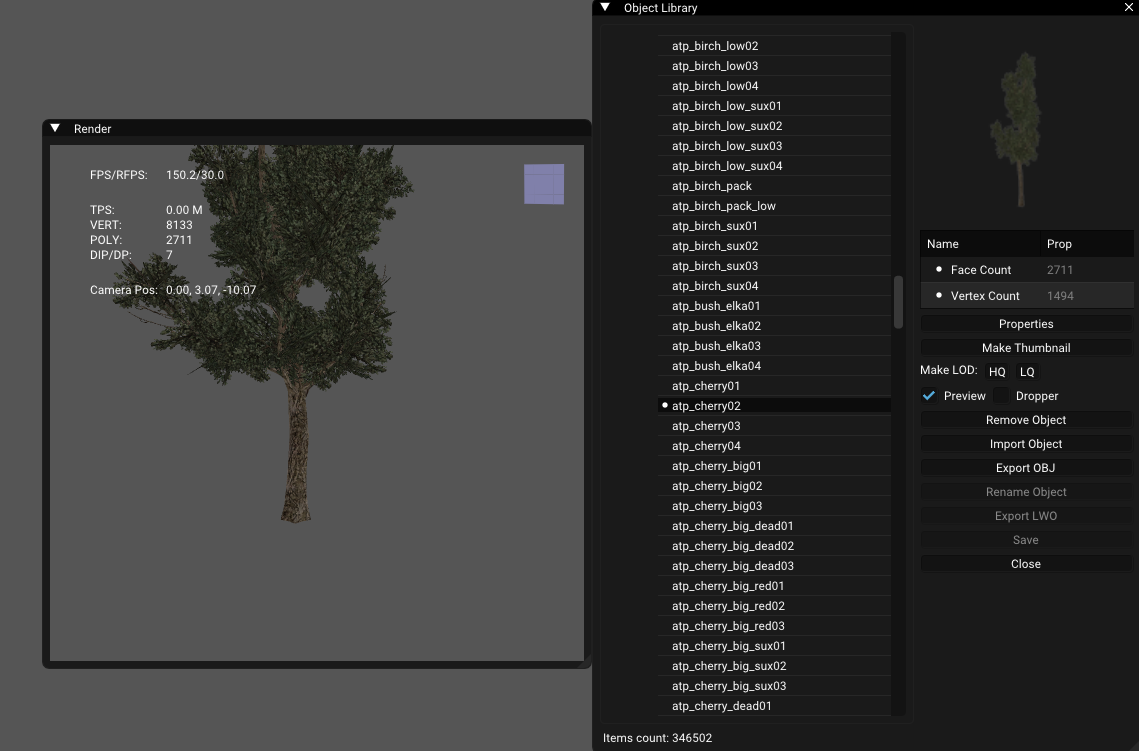 Object Library
atp_birch_low02
atp_birch_low03
atp_birch_low04
atp_birch_low_sux01
atp_birch_low_sux02
atp_birch_low_sux03
atp_birch_low_sux04
atp_birch_pack
atp_birch_pack_low
atp_birch_sux01
atp_birch_sux02
atp_birch_sux03
atp_birch_sux04
atp_bush_elka01
atp_bush_elka02
atp_bush_elka03
atp_bush_elka04
atp_cherry01
atp_cherry02
atp_cherry03
atp_cherry04
atp_cherry_big01
atp_cherry_big02
atp_cherry_big03
atp_cherry_big_dead01
atp_cherry_big_dead02
atp_cherry_big_dead03
atp_cherry_big_red01
atp_cherry_big_red02
atp_cherry_big_red03
atp_cherry_big_sux01
atp_cherry_big_sux02
atp_cherry_big_sux03
atp_cherry_dead01
Items count: 346502
Name Prop
Face Count 2711
Vertex Count 1494
Properties
Make Thumbnail
Make LOD: HQ LQ
Preview Dropper
Remove Object
Import Object
Export OBJ
Rename Object
Export LWO
Save
Close
Render
FPS/RFPS: 150.2/30.0
TPS: 0.00 M
VERT: 8133
POLY: 2711
DIP/DP: 7
Camera Pos: 0.00, 3.07, -10.07